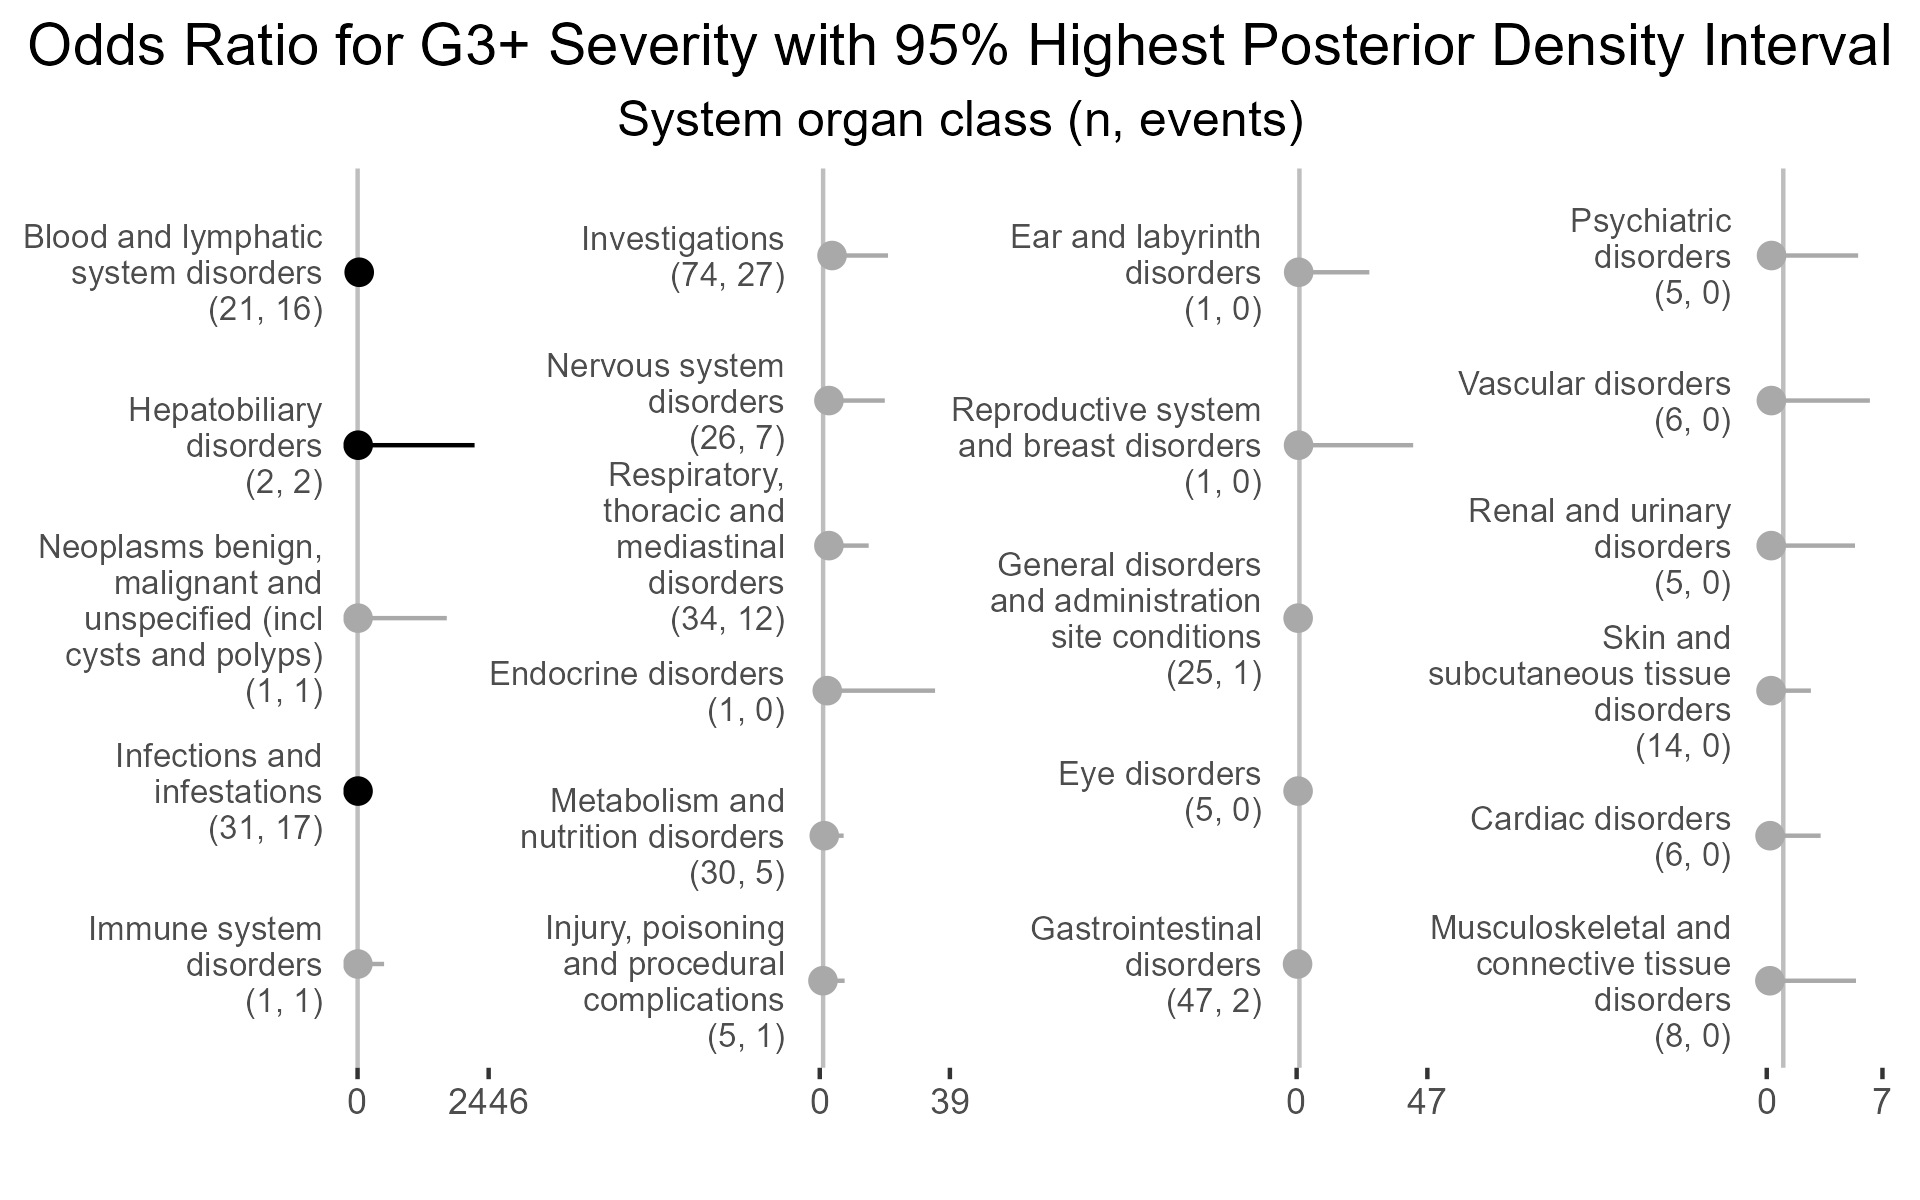 Odds Ratio for G3+ Severity with 95% Highest Posterior Density Interval
System organ class (n, events)
Blood and lymphatic
system disorders
(21, 16)
Hepatobiliary
disorders
(2, 2)
Neoplasms benign,
malignant and
unspecified (incl
cysts and polyps)
(1, 1)
Infections and
infestations
(31, 17)
Immune system
disorders
(1, 1)
0
2446
Investigations
(74, 27)
Nervous system
disorders
(26, 7)
Respiratory,
thoracic and
mediastinal
disorders
(34, 12)
Endocrine disorders
(1, 0)
Metabolism and
nutrition disorders
(30, 5)
Injury, poisoning
and procedural
complications
(5, 1)
0
39
Ear and labyrinth
disorders
(1, 0)
Reproductive system
and breast disorders
(1, 0)
General disorders
and administration
site conditions
(25, 1)
Eye disorders
(5, 0)
Gastrointestinal
disorders
(47, 2)
0
47
Psychiatric
disorders
(5, 0)
Vascular disorders
(6, 0)
Renal and urinary
disorders
(5, 0)
Skin and
subcutaneous tissue
disorders
(14, 0)
Cardiac disorders
(6, 0)
Musculoskeletal and
connective tissue
disorders
(8, 0)
0
7